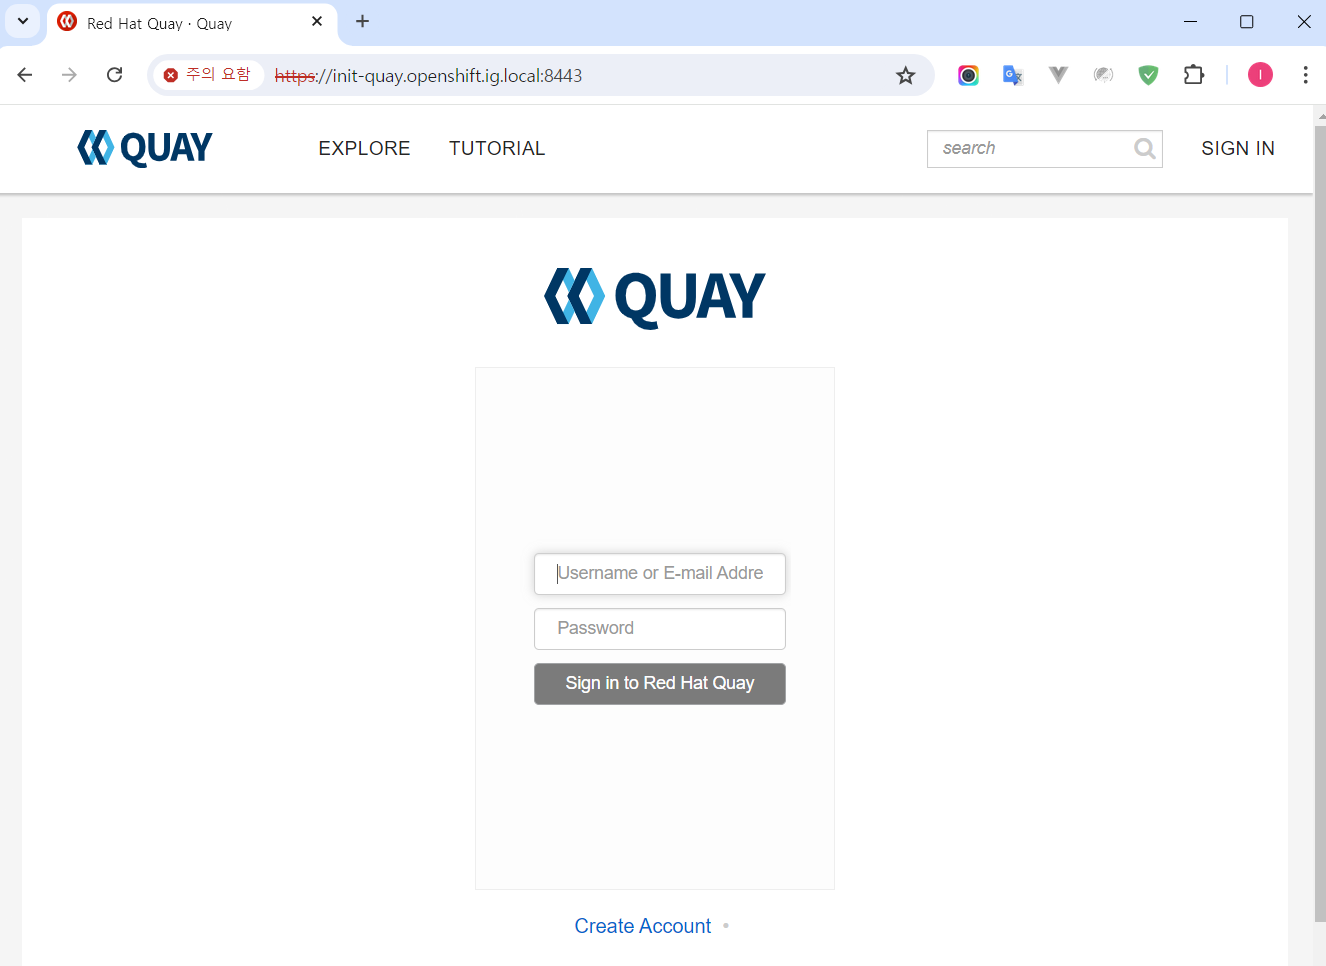 Red Hat Quay · Quay
주의 요함 https://init-quay.openshift.ig.local:8443
I
QUAY EXPLORE TUTORIAL search SIGN IN
QUAY
Username or E-mail Addre
Password
Sign in to Red Hat Quay
Create Account •